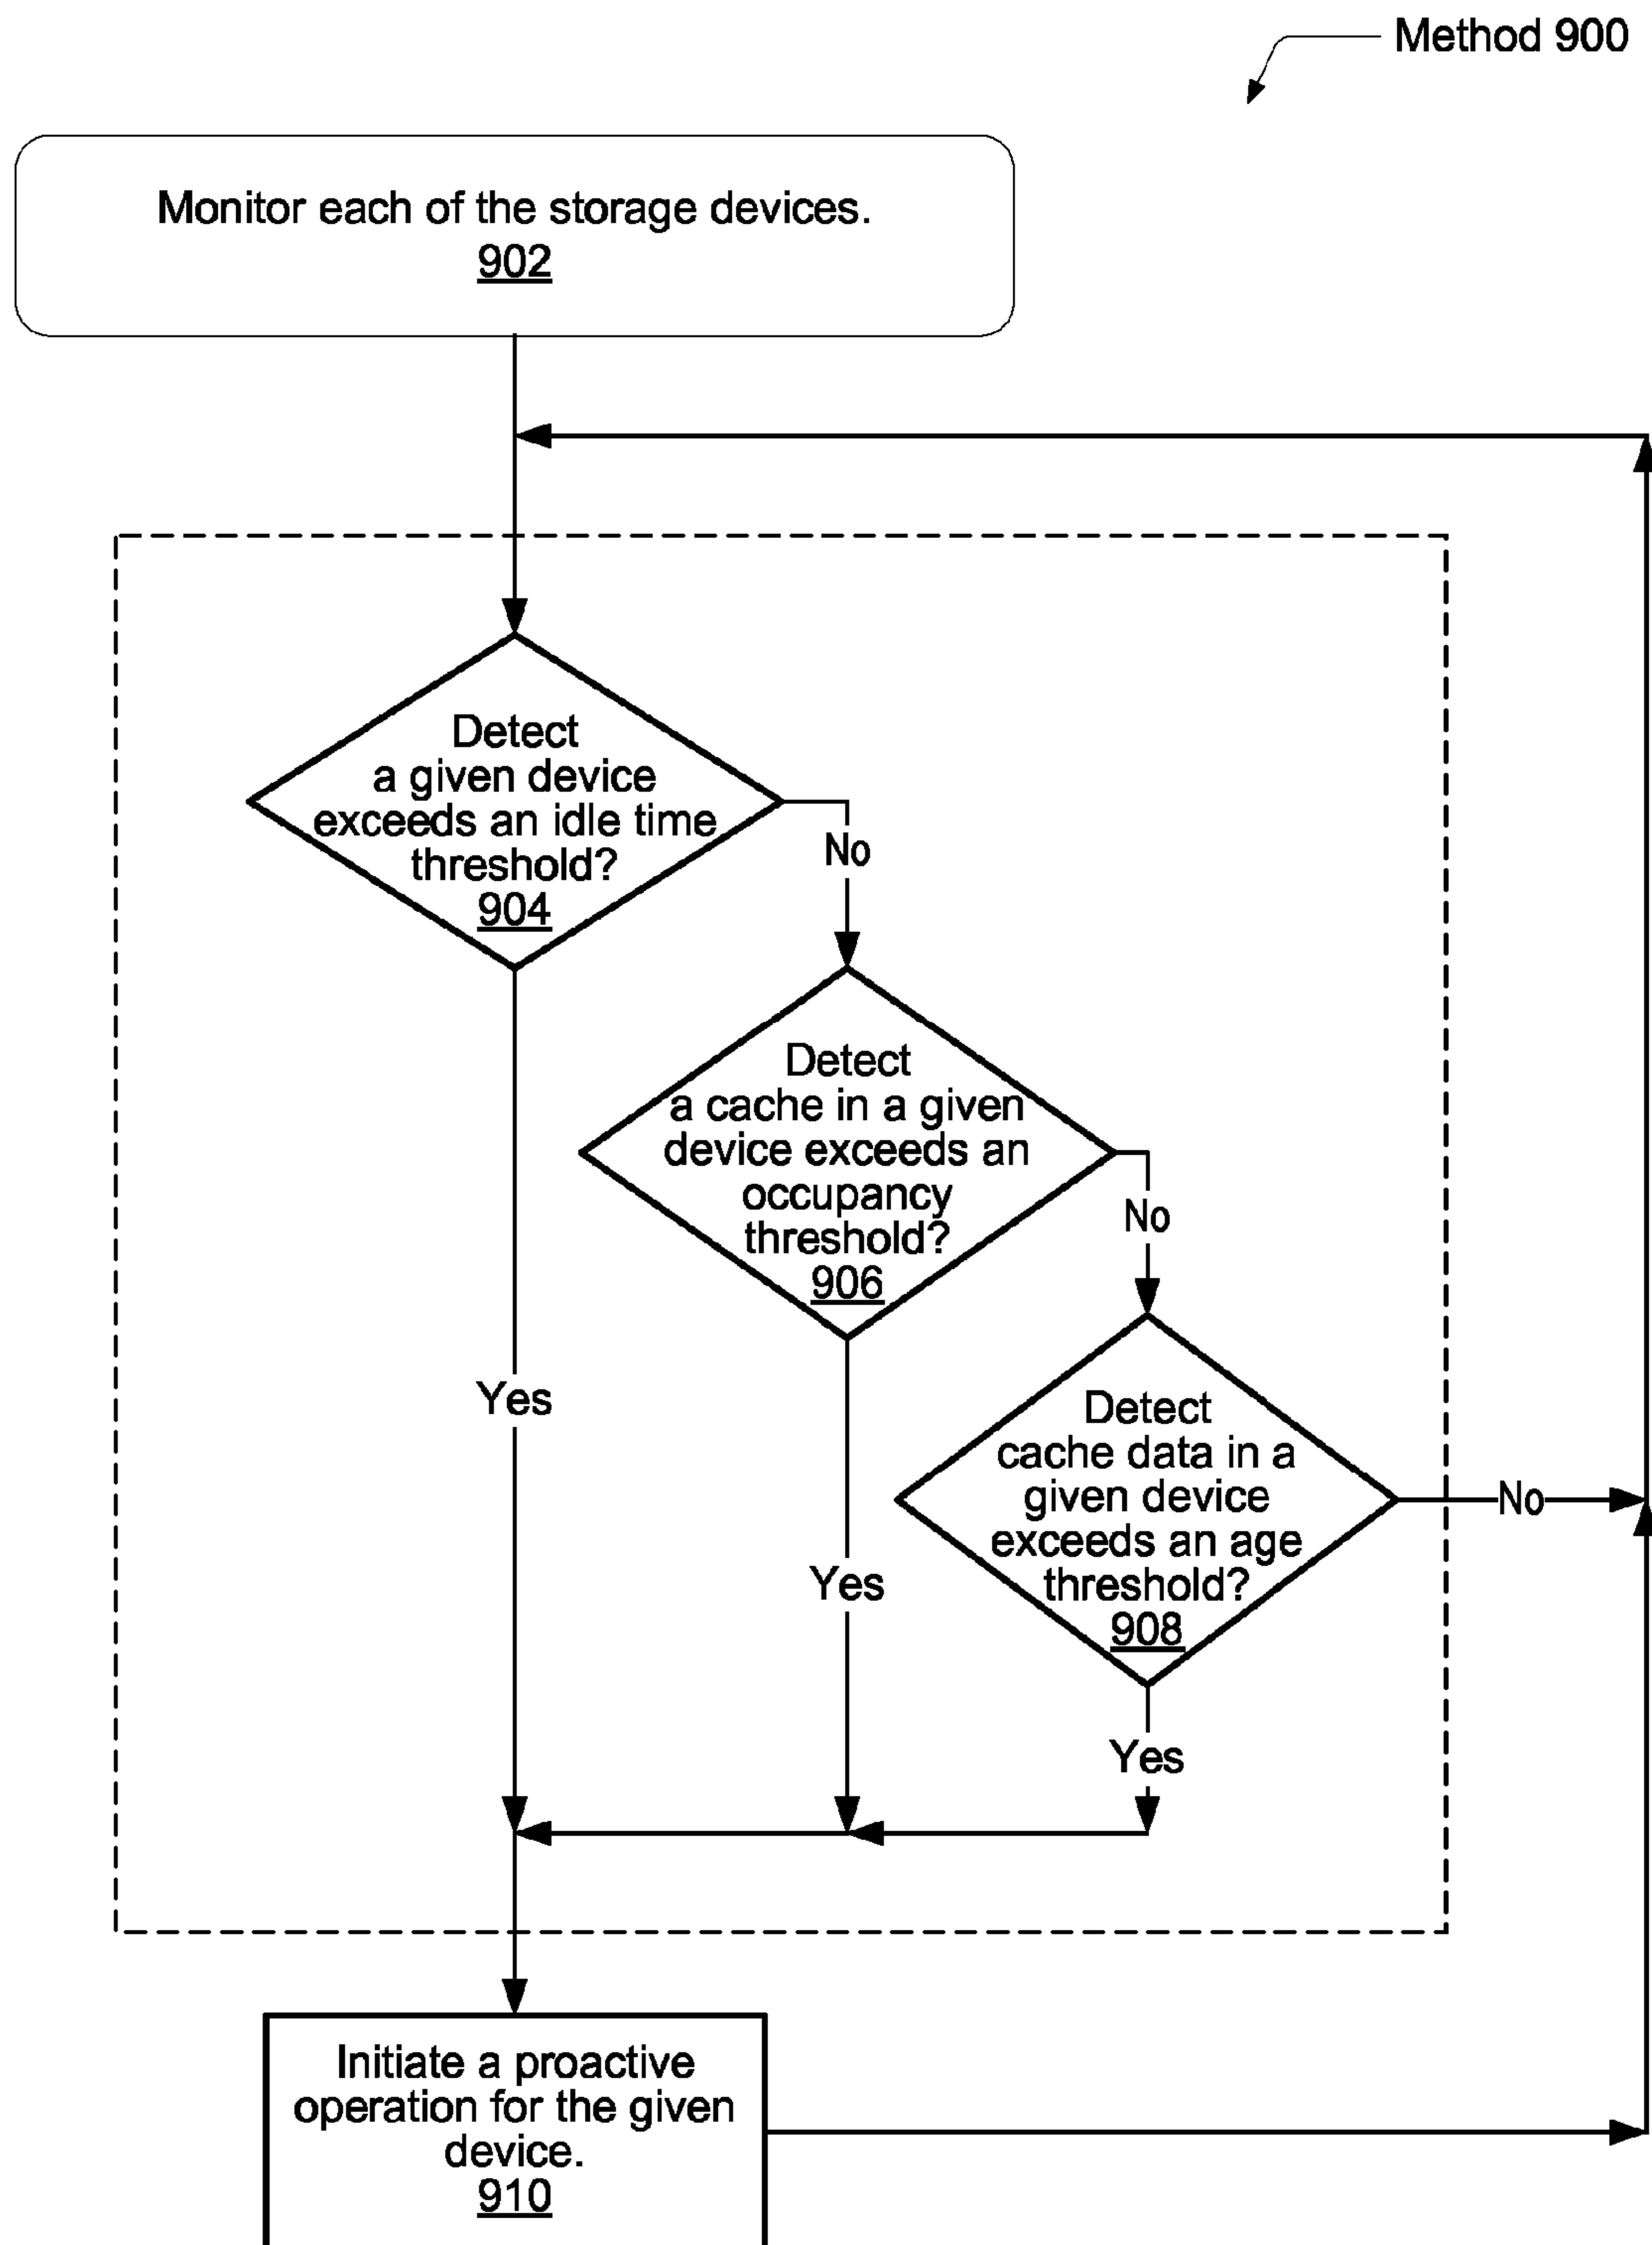 Method 900
Monitor each of the storage devices.
902
Detect
a given device
exceeds an idle time
threshold?
904
No
Detect
a cache in a given
device exceeds an
occupancy
threshold?
906
No
Detect
cache data in a
given device
exceeds an age
threshold?
908
No
Yes
Yes
Yes
Initiate a proactive
operation for the given
device.
910